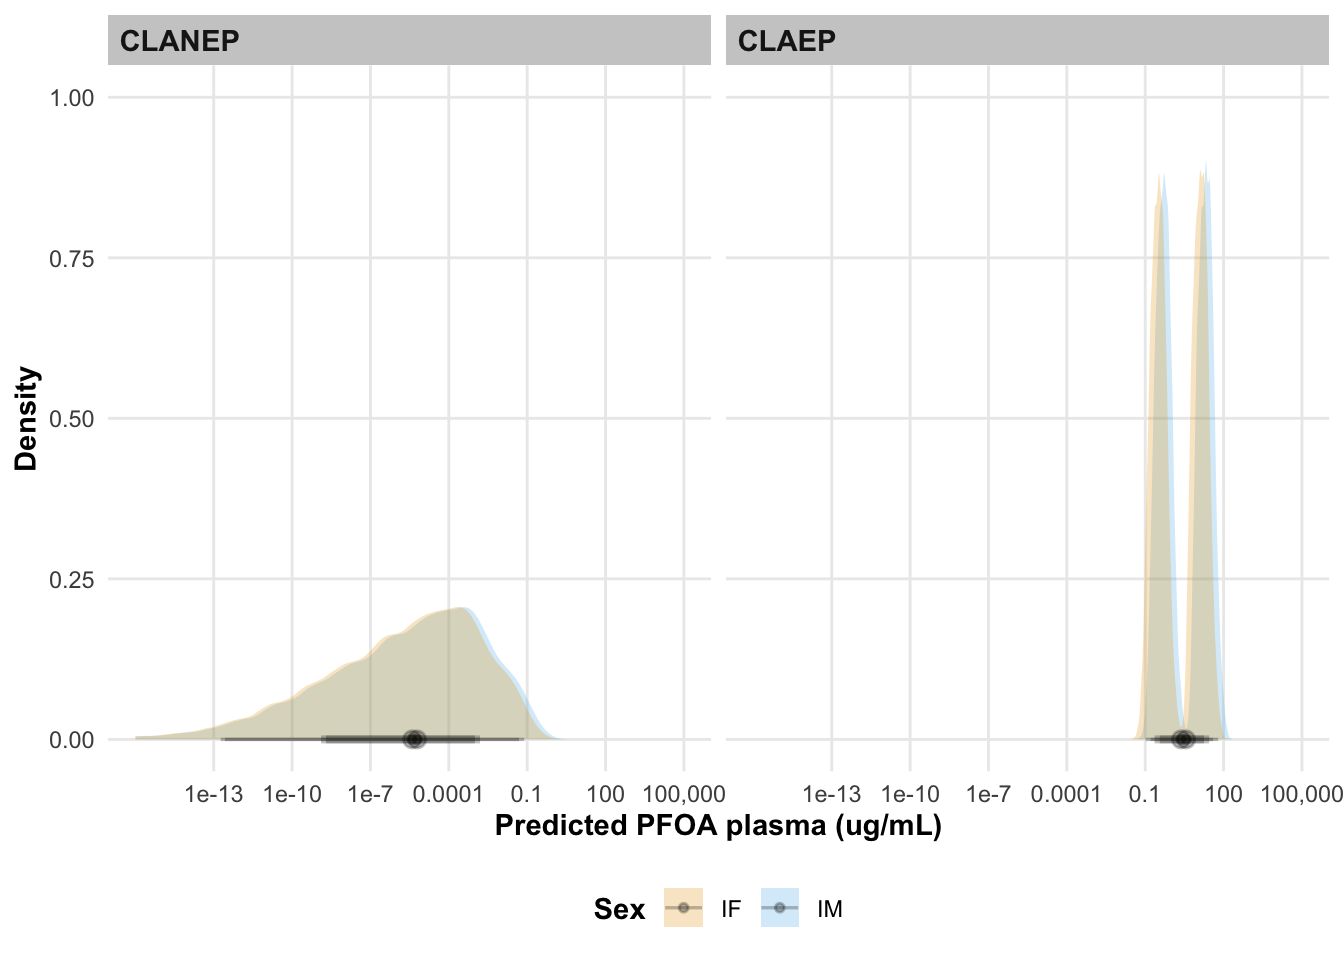 CLANEP CLAEP
1.00
0.75
0.50
0.25
0.00
Density
1e-13 1e-10 1e-7 0.0001 0.1 100 100,000 1e-13 1e-10 1e-7 0.0001 0.1 100 100,000
Predicted PFOA plasma (ug/mL)
Sex IF IM